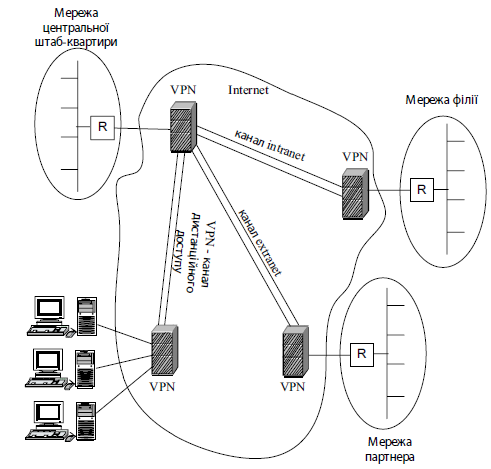 Мережа
центральної
штаб-квартири
VPN
Internet
Мережа філії
R
канал intranet
VPN
R
канал extranet
VPN - канал
дистанційного
доступу
VPN
VPN
R
Мережа
партнера